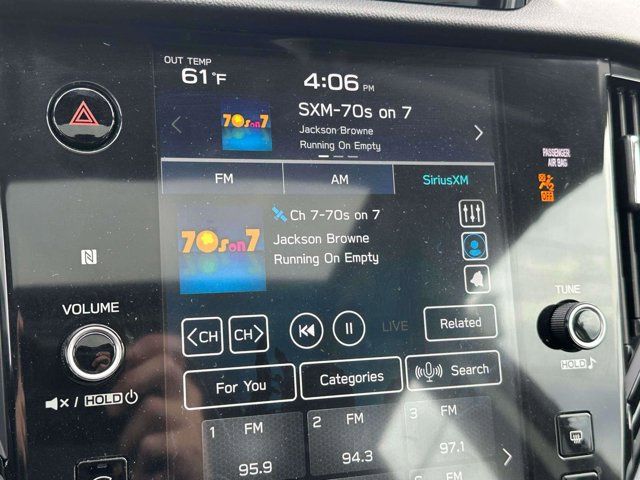 OUT TEMP
61°F
4:06 PM
70s on 7
SXM-70s on 7
Jackson Browne
Running On Empty
PASSENGER
AIR BAG
OFF
FM
AM
SiriusXM
70s on 7
Ch 7-70s on 7
Jackson Browne
Running On Empty
N
VOLUME
TUNE
<CH
CH>
LIVE
Related
HOLD
/ HOLD
For You
Categories
Search
1 FM
95.9
2 FM
94.3
3 FM
97.1
FM